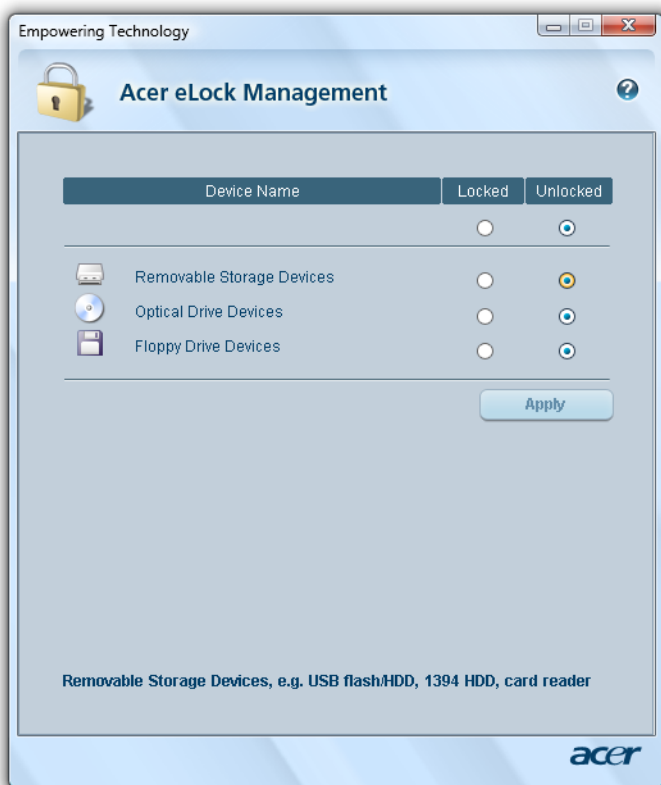 Empowering Technology
Acer eLock Management
?
Device Name Locked Unlocked
Removable Storage Devices
Optical Drive Devices
Floppy Drive Devices
Apply
Removable Storage Devices, e.g. USB flash/HDD, 1394 HDD, card reader
acer